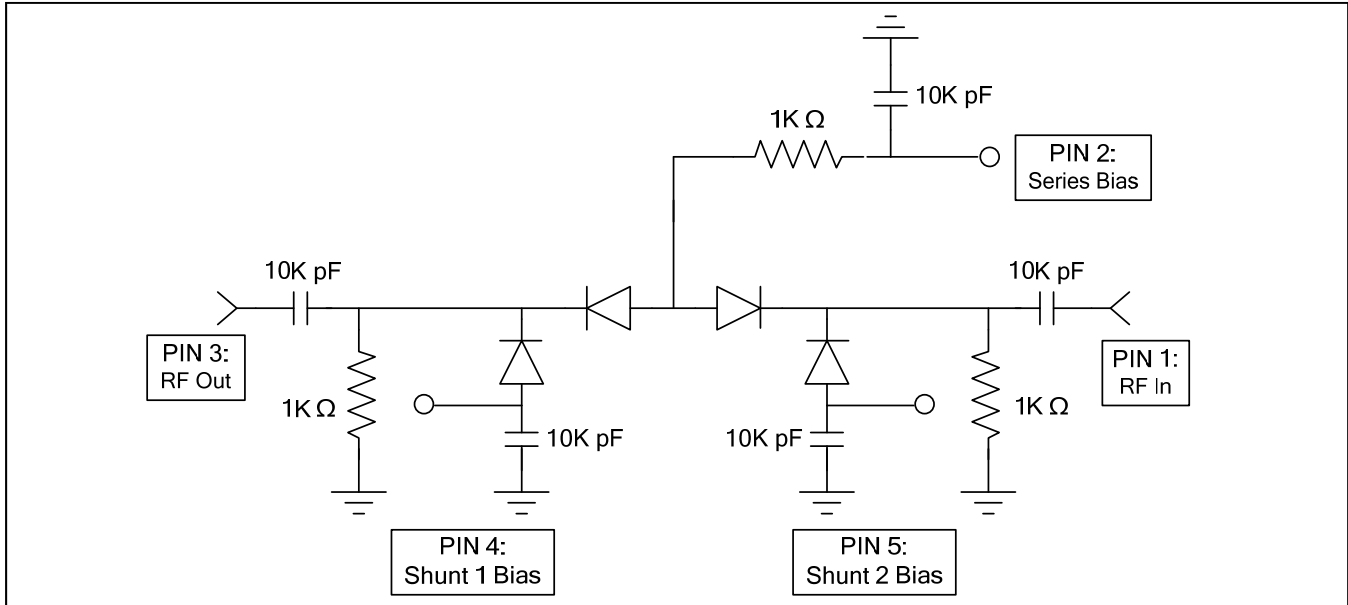 10K pF
1K Ω
PIN 2:
Series Bias
10K pF
10K pF
PIN 3:
RF Out
PIN 1:
RF In
1K Ω
10K pF
10K pF
1K Ω
PIN 4:
Shunt 1 Bias
PIN 5:
Shunt 2 Bias